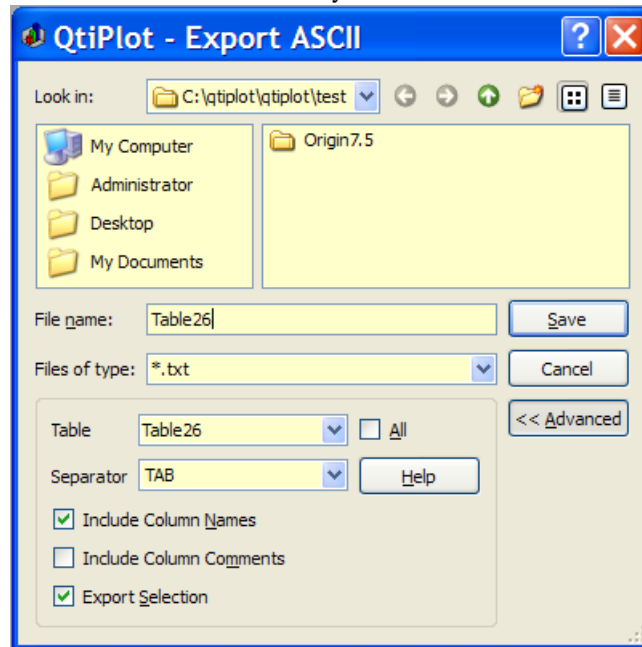 QtiPlot - Export ASCII
Look in: C:\qtiplot\qtiplot\test
My Computer
Administrator
Desktop
My Documents
Origin7.5
File name: Table26 Save
Files of type: *.txt Cancel
<< Advanced
Table Table26 All
Separator TAB Help
Include Column Names
Include Column Comments
Export Selection